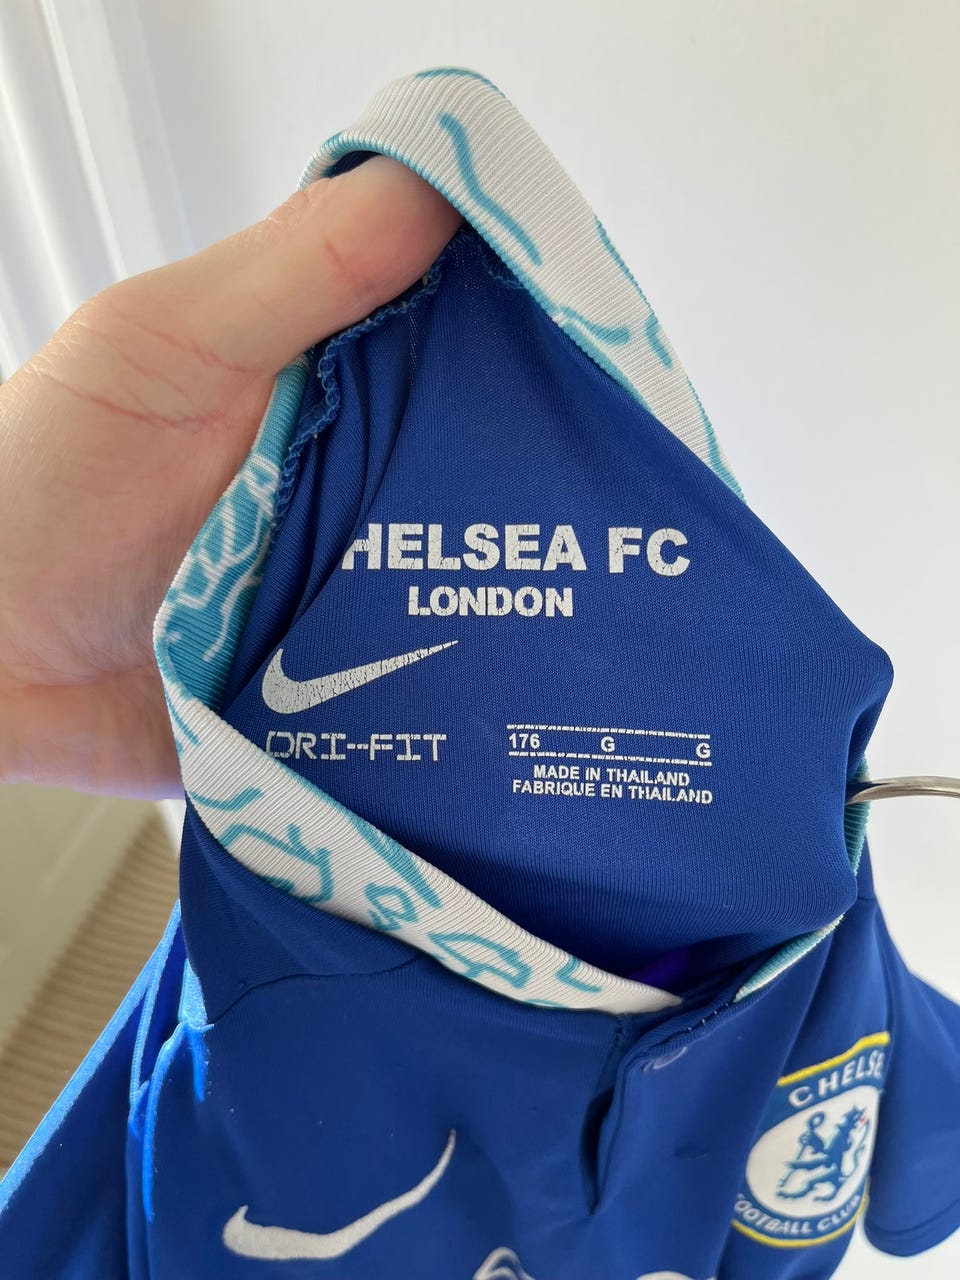 HELSEA FC
LONDON
DRI-FIT
176 G G
MADE IN THAILAND
FABRIQUE EN THAILAND
CHELSE
FOOTBALL CLUB